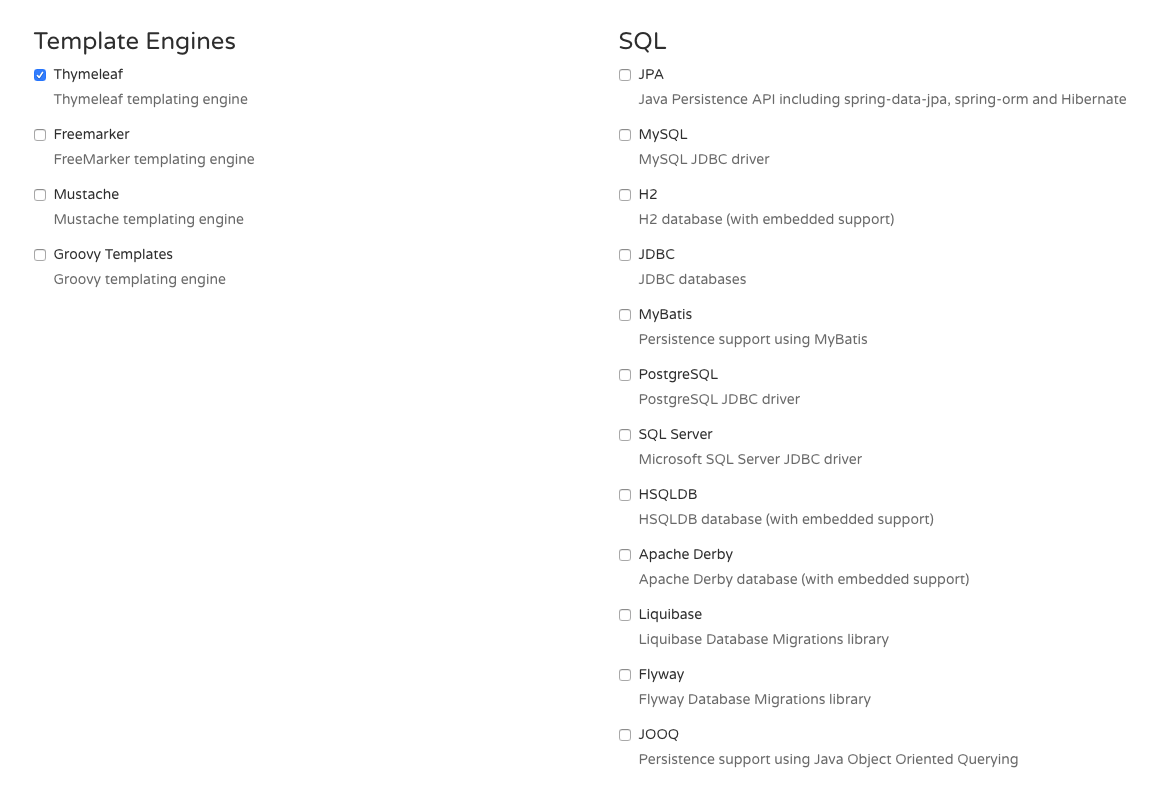 Template Engines
Thymeleaf
Thymeleaf templating engine
Freemarker
FreeMarker templating engine
Mustache
Mustache templating engine
Groovy Templates
Groovy templating engine
SQL
JPA
Java Persistence API including spring-data-jpa, spring-orm and Hibernate
MySQL
MySQL JDBC driver
H2
H2 database (with embedded support)
JDBC
JDBC databases
MyBatis
Persistence support using MyBatis
PostgreSQL
PostgreSQL JDBC driver
SQL Server
Microsoft SQL Server JDBC driver
HSQLDB
HSQLDB database (with embedded support)
Apache Derby
Apache Derby database (with embedded support)
Liquibase
Liquibase Database Migrations library
Flyway
Flyway Database Migrations library
JOOQ
Persistence support using Java Object Oriented Querying